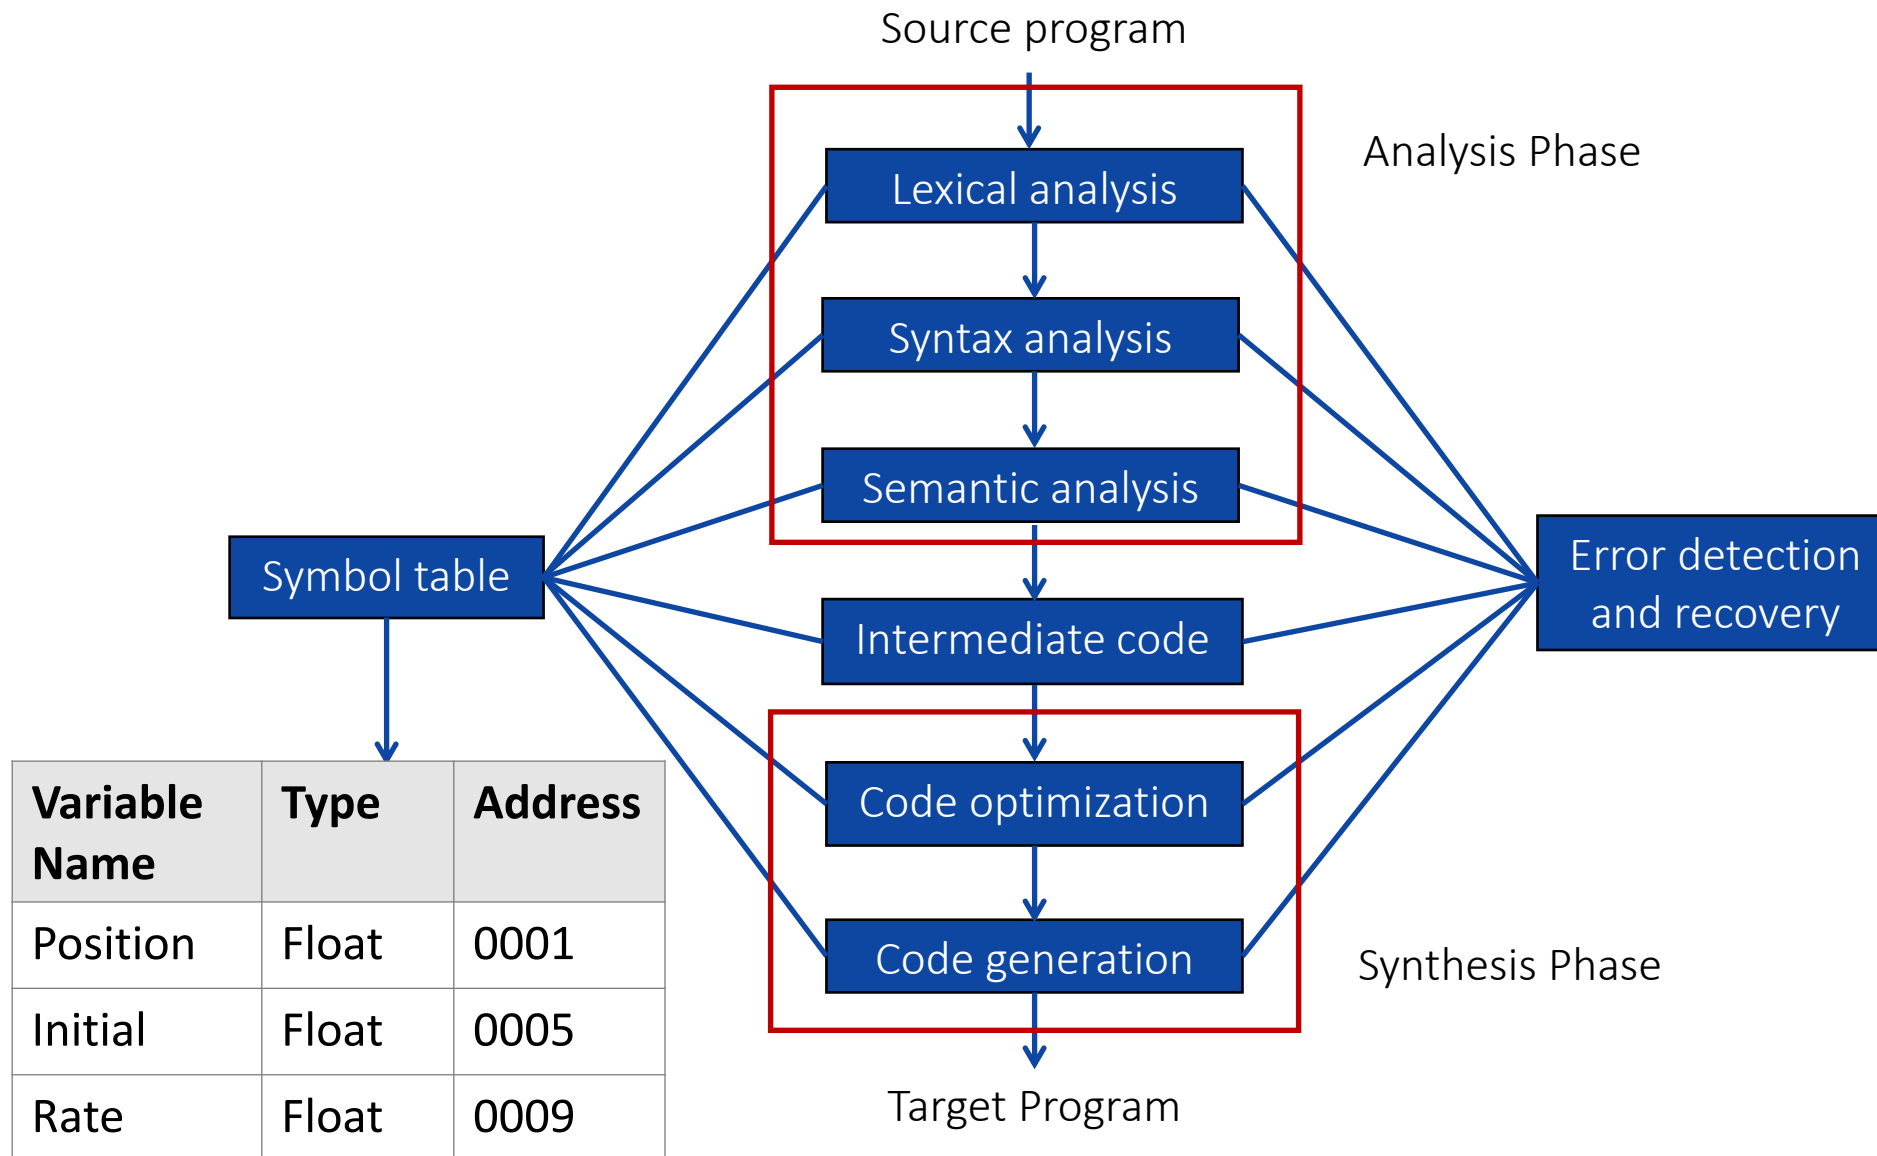 Source program
Analysis Phase
Lexical analysis
Syntax analysis
Semantic analysis
Symbol table
Error detection
and recovery
Intermediate code
Code optimization
Code generation
Synthesis Phase
Target Program
Variable Name Type Address
Position Float 0001
Initial Float 0005
Rate Float 0009